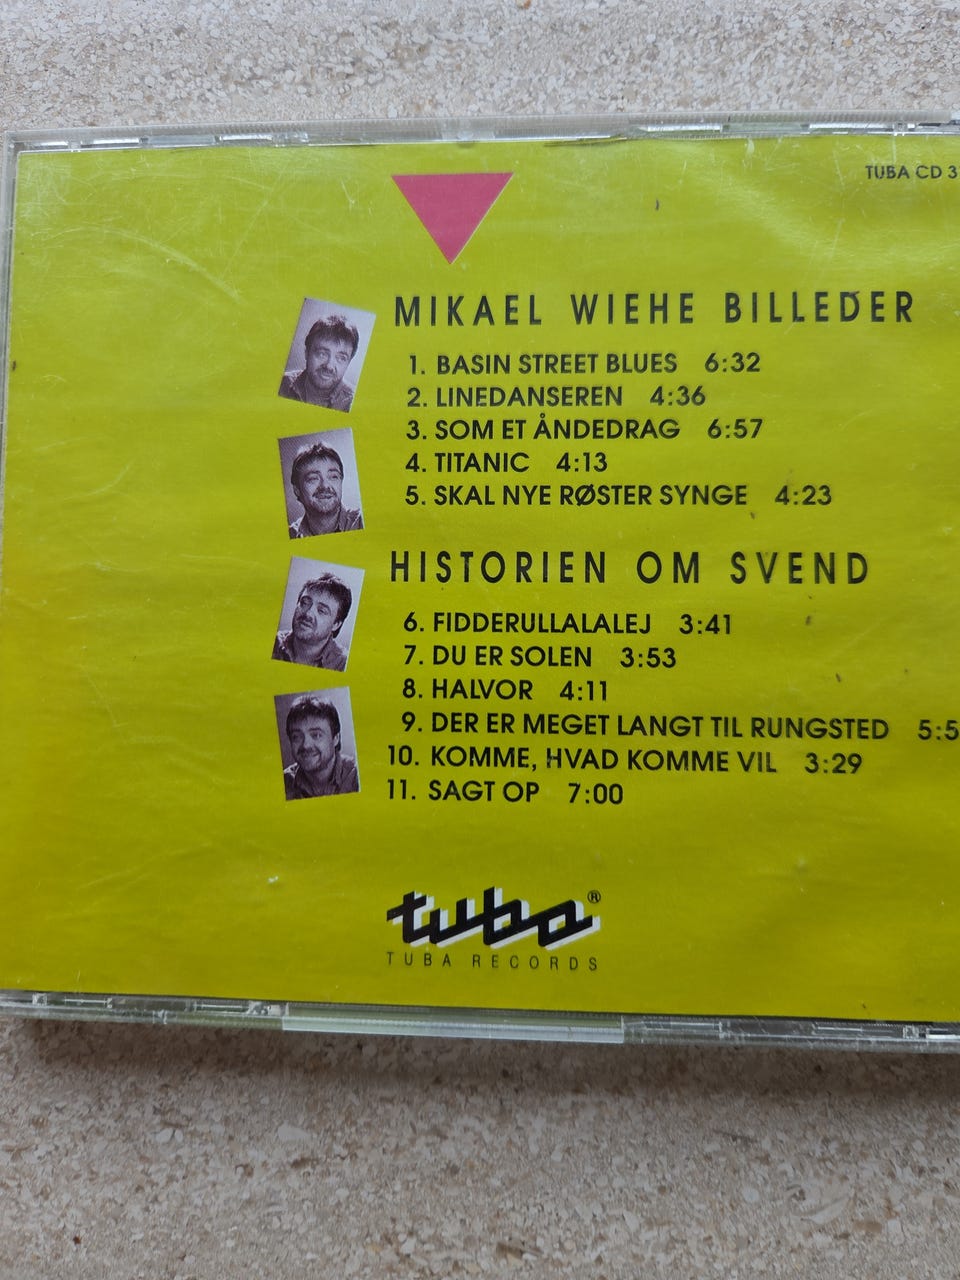 TUBA CD
MIKAEL WIEHE BILLEDER
1. BASIN STREET BLUES 6:32
2. LINEDANSEREN 4:36
3. SOM ET ÅNDEDRAG 6:57
4. TITANIC 4:13
5. SKAL NYE RØSTER SYNGE 4:23
HISTORIEN OM SVEND
6. FIDDERULLALALEJ 3:41
7. DU ER SOLEN 3:53
8. HALVOR 4:11
9. DER ER MEGET LANGT TIL RUNGSTED
10. KOMME, HVAD KOMME VIL 3:29
11. SAGT OP 7:00
tuba®
TUBA RECORDS